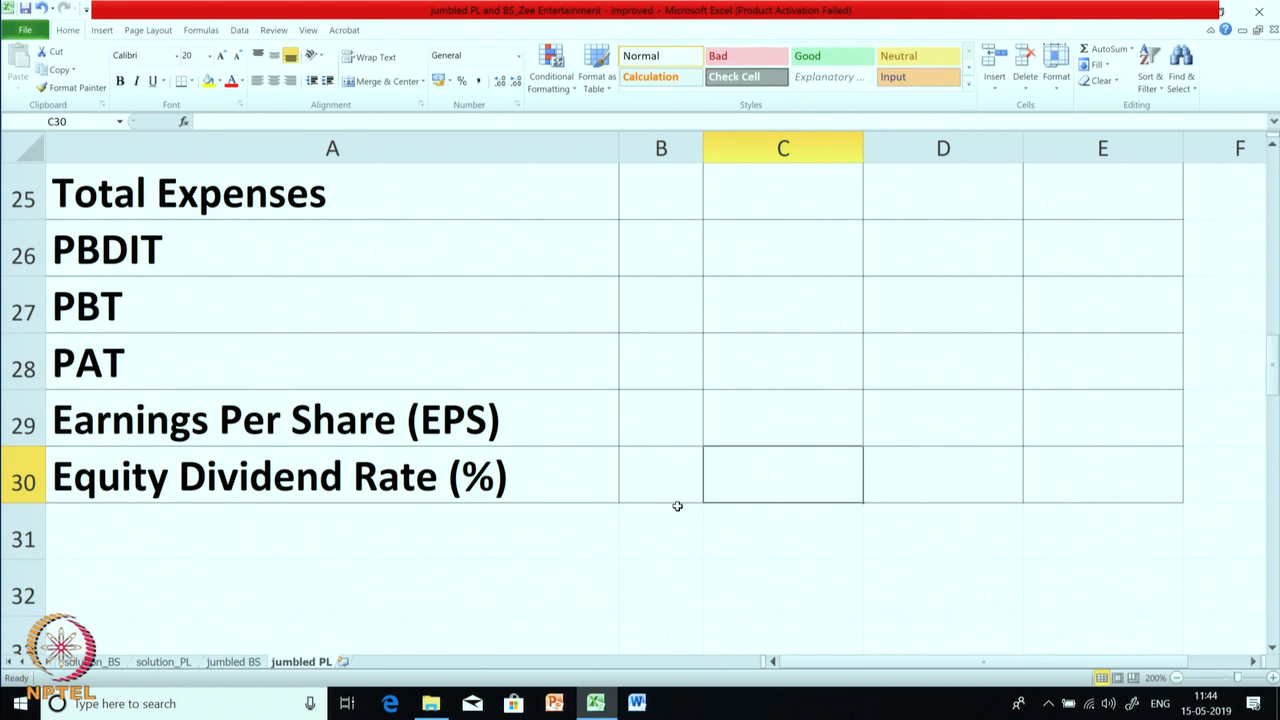 jumbled PL and BS_Zee Entertainment - improved - Microsoft Excel (Product Activation Failed)
File Home Insert Page Layout Formulas Data Review View Acrobat
Paste
Cut
Copy
Format Painter
Clipboard
Calibri 20
B I U A
Font
Wrap Text
Merge & Center
Alignment
General
%
Number
Conditional Formatting
Format as Table
Normal Bad Good Neutral
Calculation Check Cell Explanatory ... Input
Styles
Insert Delete Format
Cells
Σ AutoSum
Fill
Clear
Sort & Filter
Find & Select
Editing
C30 fx
A B C D E F
25 Total Expenses
26 PBDIT
27 PBT
28 PAT
29 Earnings Per Share (EPS)
30 Equity Dividend Rate (%)
31
32
solution_PL jumbled BS jumbled PL
Ready 200%
NPTEL
Type here to search
ENG
11:44
15-05-2019